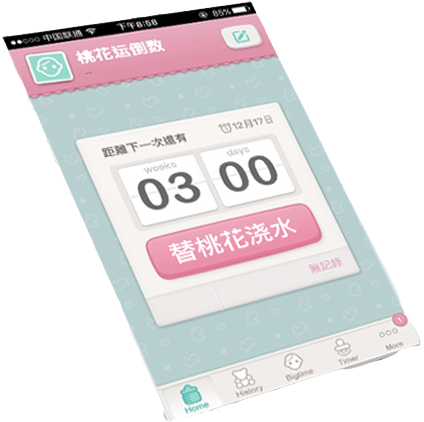 中国联通 下午8:58 85%
桃花运倒数
距離下一次還有 12月17日
weeks days
03 00
替桃花浇水
無記錄
1
Home History Bigtime Timer More